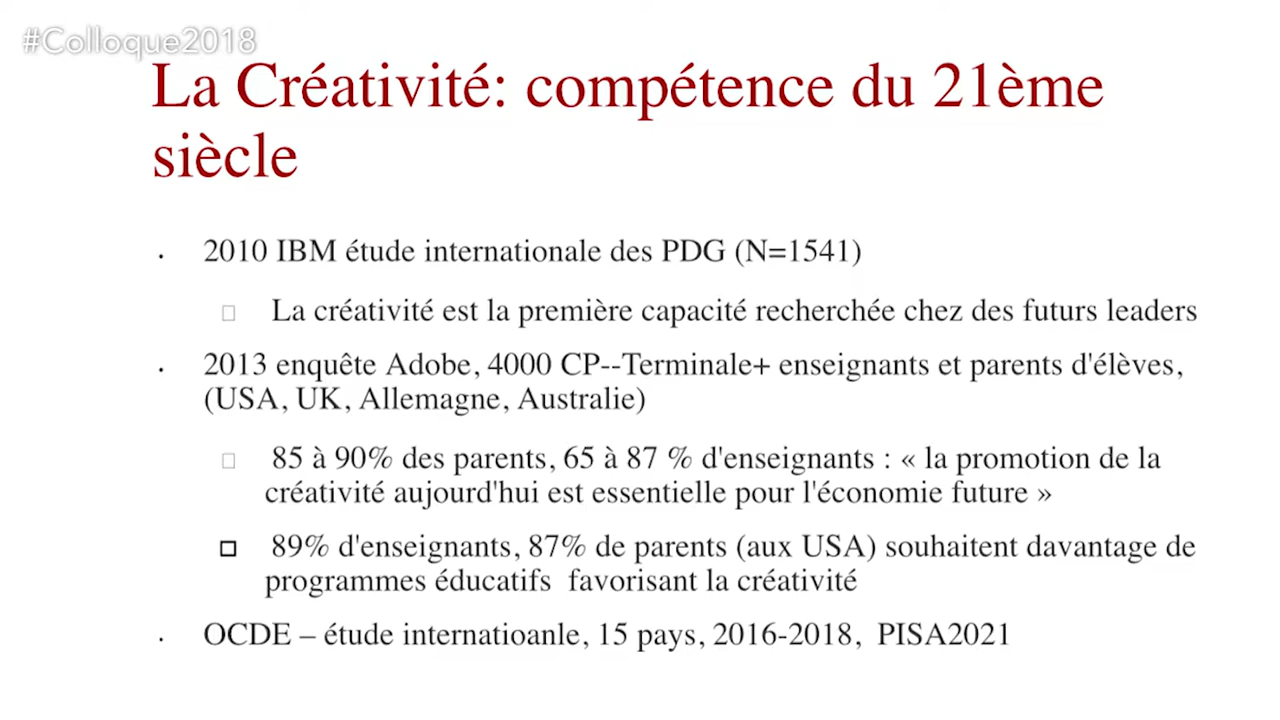 #Colloque2018
La Créativité: compétence du 21ème
siècle
2010 IBM étude internationale des PDG (N=1541)
La créativité est la première capacité recherchée chez des futurs leaders
2013 enquête Adobe, 4000 CP--Terminale+ enseignants et parents d'élèves,
(USA, UK, Allemagne, Australie)
85 à 90% des parents, 65 à 87 % d'enseignants : « la promotion de la
créativité aujourd'hui est essentielle pour l'économie future »
89% d'enseignants, 87% de parents (aux USA) souhaitent davantage de
programmes éducatifs  favorisant la créativité
OCDE – étude internatioanle, 15 pays, 2016-2018,  PISA2021